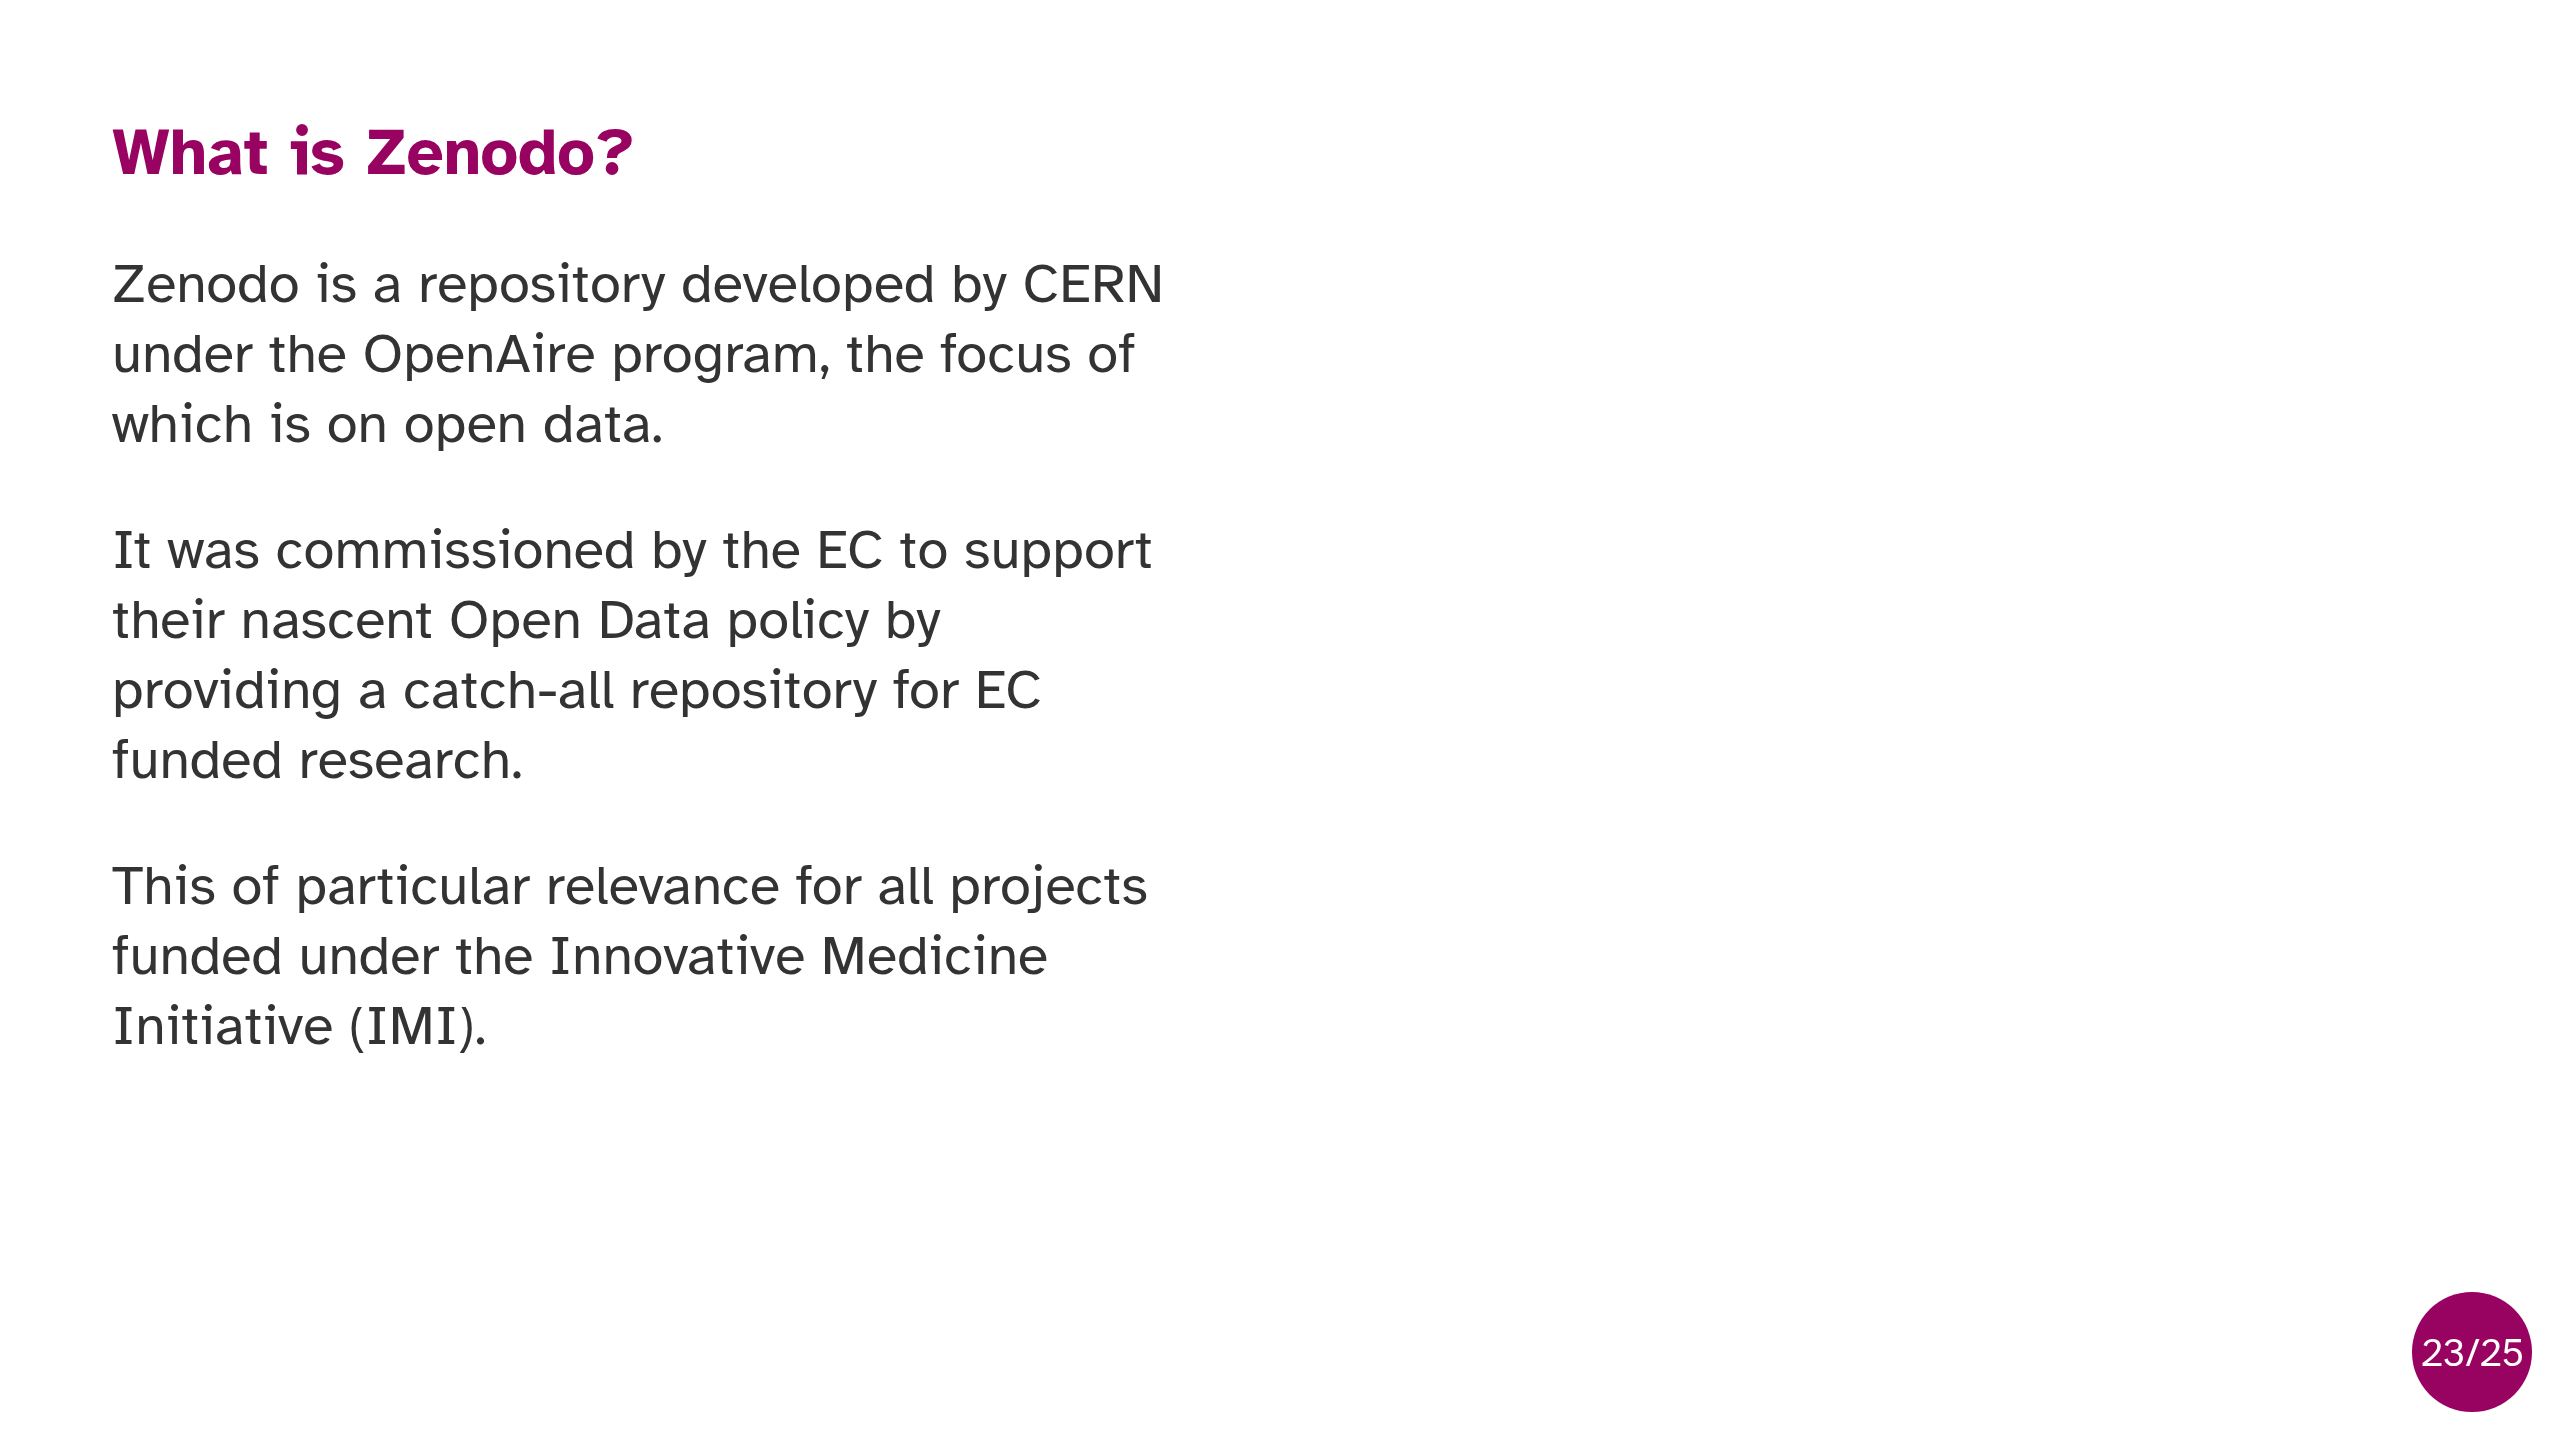 What is Zenodo?
Zenodo is a repository developed by CERN
under the OpenAire program, the focus of
which is on open data.
It was commissioned by the EC to support
their nascent Open Data policy by
providing a catch-all repository for EC
funded research.
This of particular relevance for all projects
funded under the Innovative Medicine
Initiative (IMI).
23/25